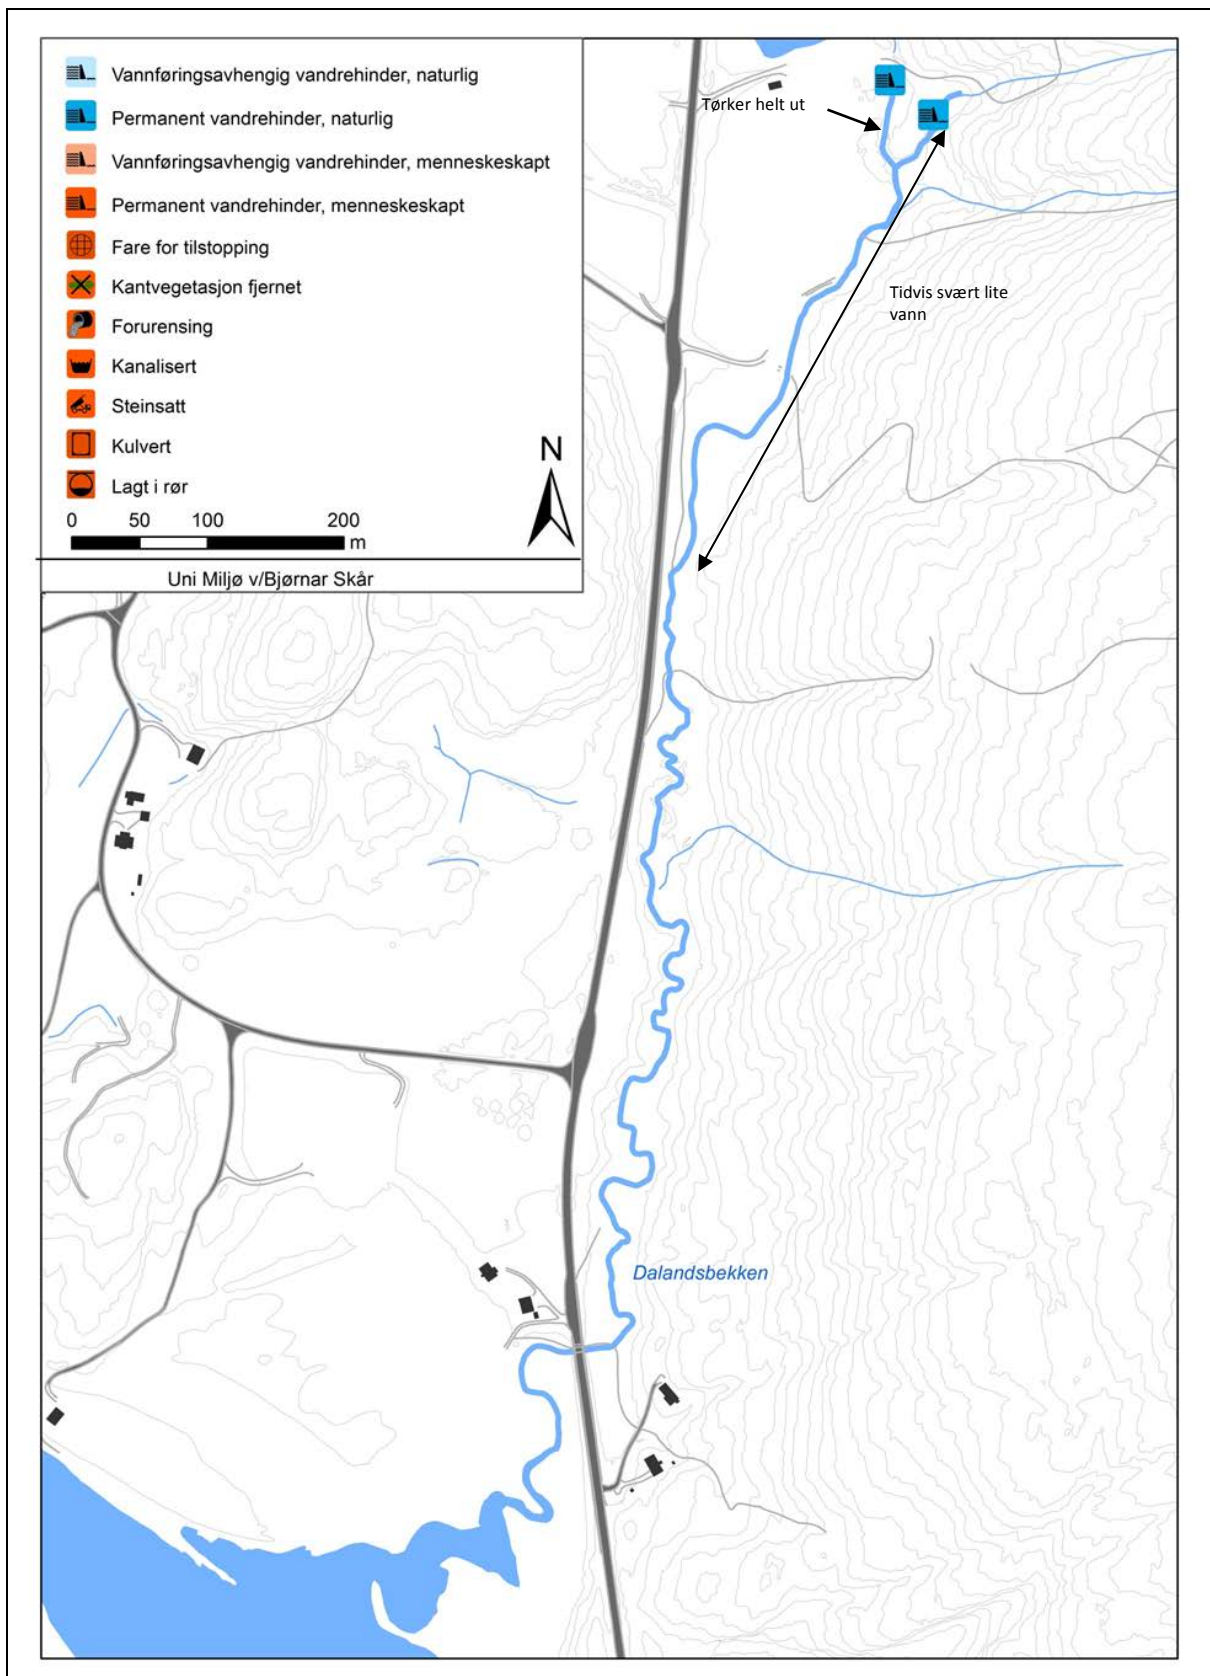 Vannføringsavhengig vandrehinder, naturlig
Permanent vandrehinder, naturlig
Vannføringsavhengig vandrehinder, menneskeskapt
Permanent vandrehinder, menneskeskapt
Fare for tilstopping
Kantvegetasjon fjernet
Forurensing
Kanalisert
Steinsatt
Kulvert
Lagt i rør
N
0 50 100 200
m
Uni Miljø v/Bjørnar Skår
Tørker helt ut
Tidvis svært lite
vann
Dalandsbekken